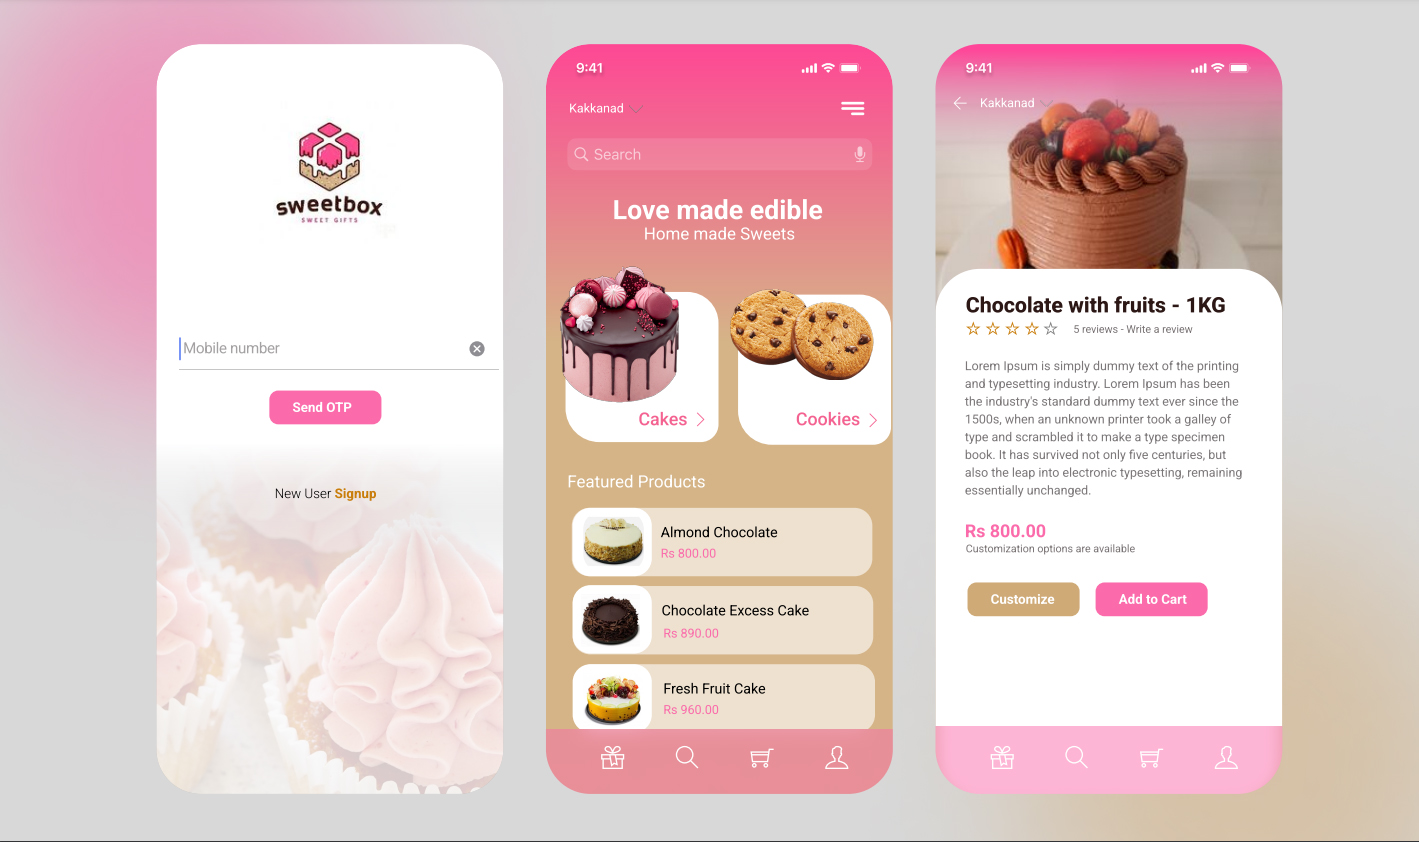 sweetbox
SWEET GIFTS
Mobile number
Send OTP
New User Signup
9:41
Kakkanad
Search
Love made edible
Home made Sweets
Cakes
Cookies
Featured Products
Almond Chocolate
Rs 800.00
Chocolate Excess Cake
Rs 890.00
Fresh Fruit Cake
Rs 960.00
9:41
Kakkanad
Chocolate with fruits - 1KG
5 reviews - Write a review
Lorem Ipsum is simply dummy text of the printing
and typesetting industry. Lorem Ipsum has been
the industry's standard dummy text ever since the
1500s, when an unknown printer took a galley of
type and scrambled it to make a type specimen
book. It has survived not only five centuries, but
also the leap into electronic typesetting, remaining
essentially unchanged.
Rs 800.00
Customization options are available
Customize
Add to Cart